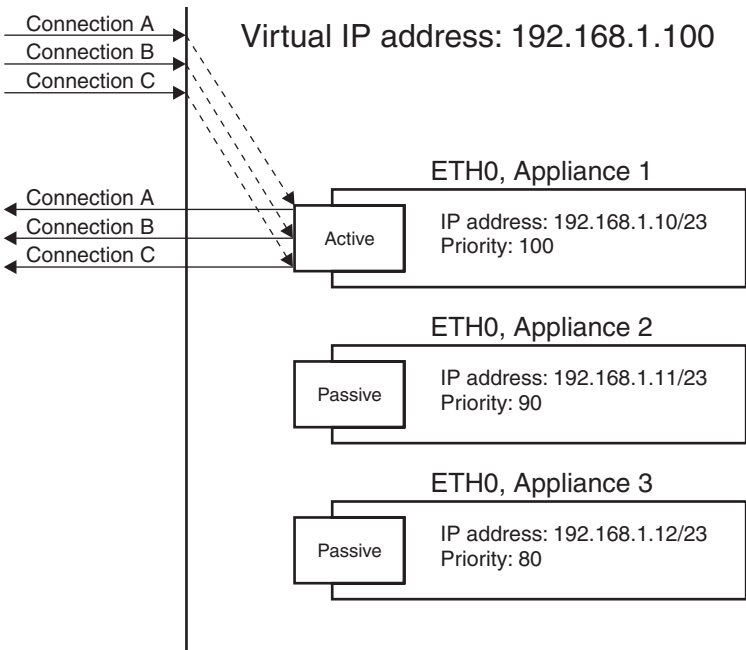 Connection A
Connection B
Connection C
Virtual IP address: 192.168.1.100
Connection A
Connection B
Connection C
ETH0, Appliance 1
Active
IP address: 192.168.1.10/23
Priority: 100
ETH0, Appliance 2
Passive
IP address: 192.168.1.11/23
Priority: 90
ETH0, Appliance 3
Passive
IP address: 192.168.1.12/23
Priority: 80